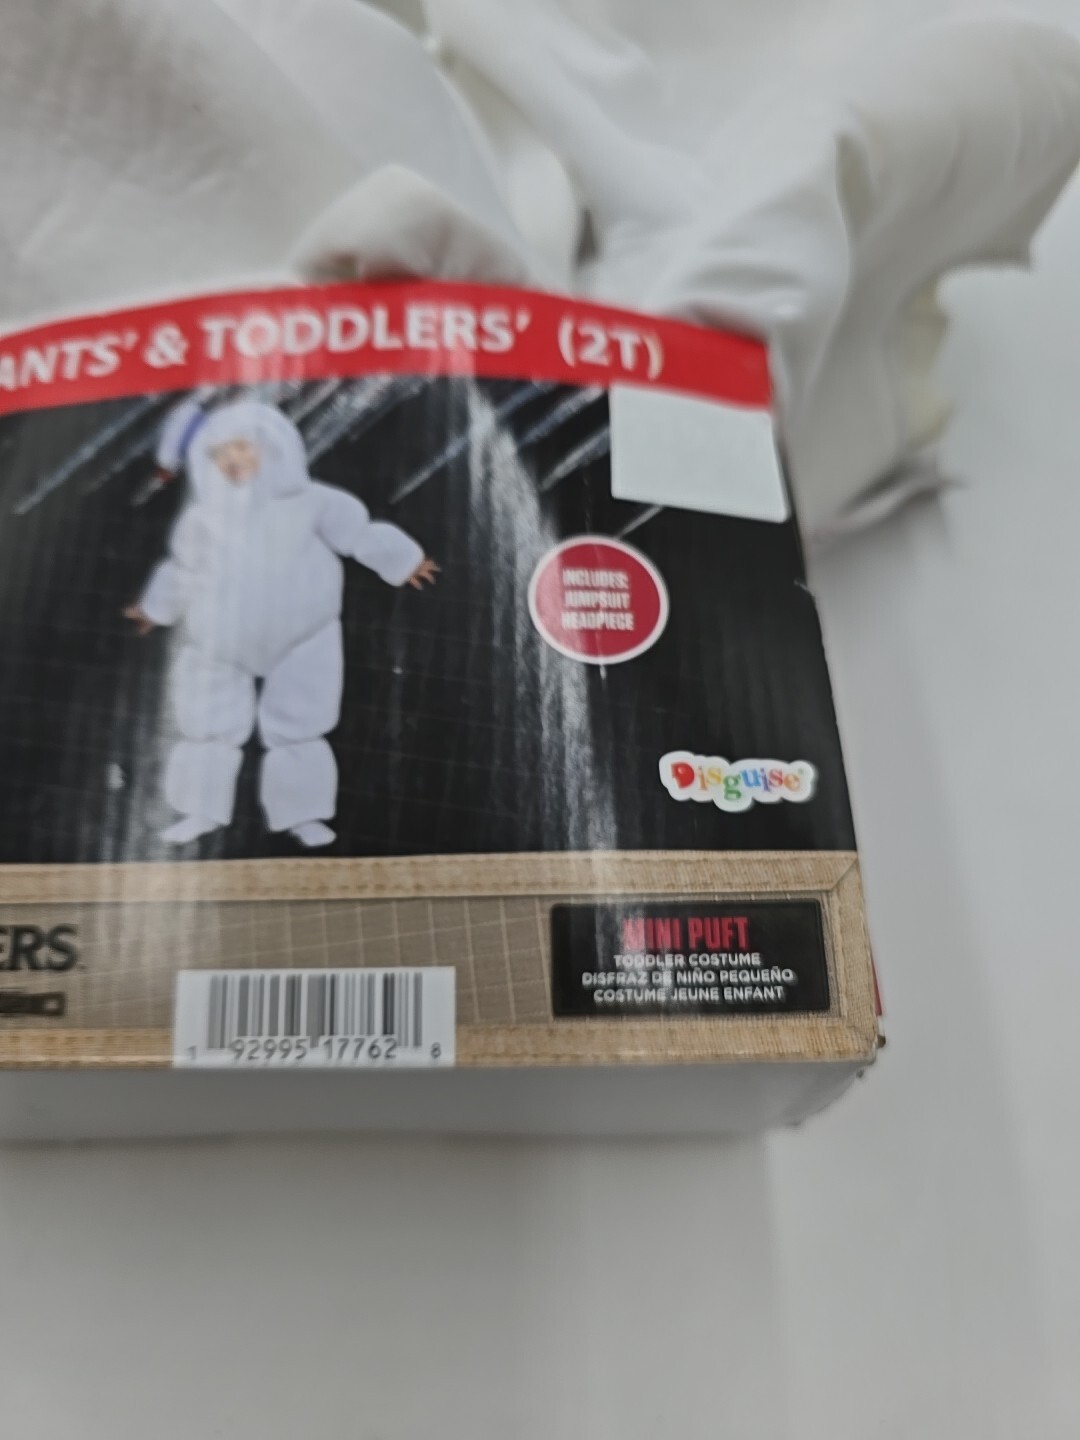 ANTS' & TODDLERS' (2T)
INCLUDES:
JUMPSUIT
HEADPIECE
Disguise
ERS
MINI PUFT
TODDLER COSTUME
DISFRAZ DE NIÑO PEQUEÑO
COSTUME JEUNE ENFANT
1 92995 17762 8